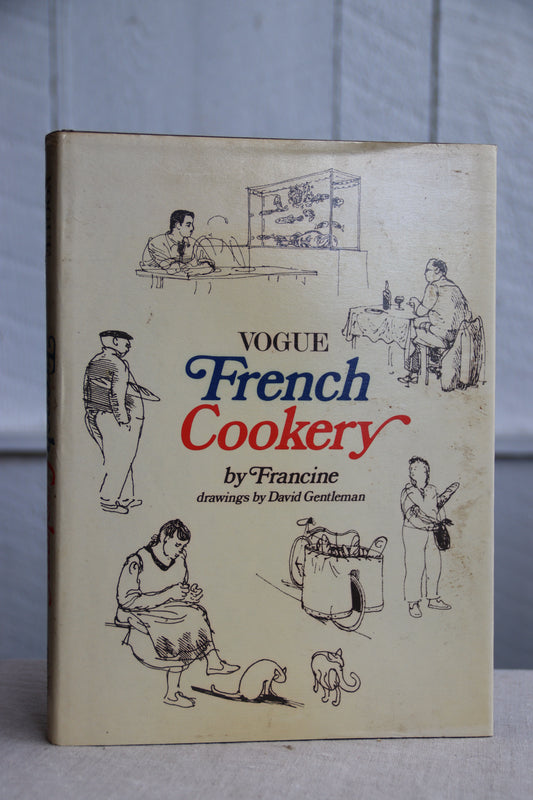 VOGUE
French
Cookery
by Francine
drawings by David Gentleman